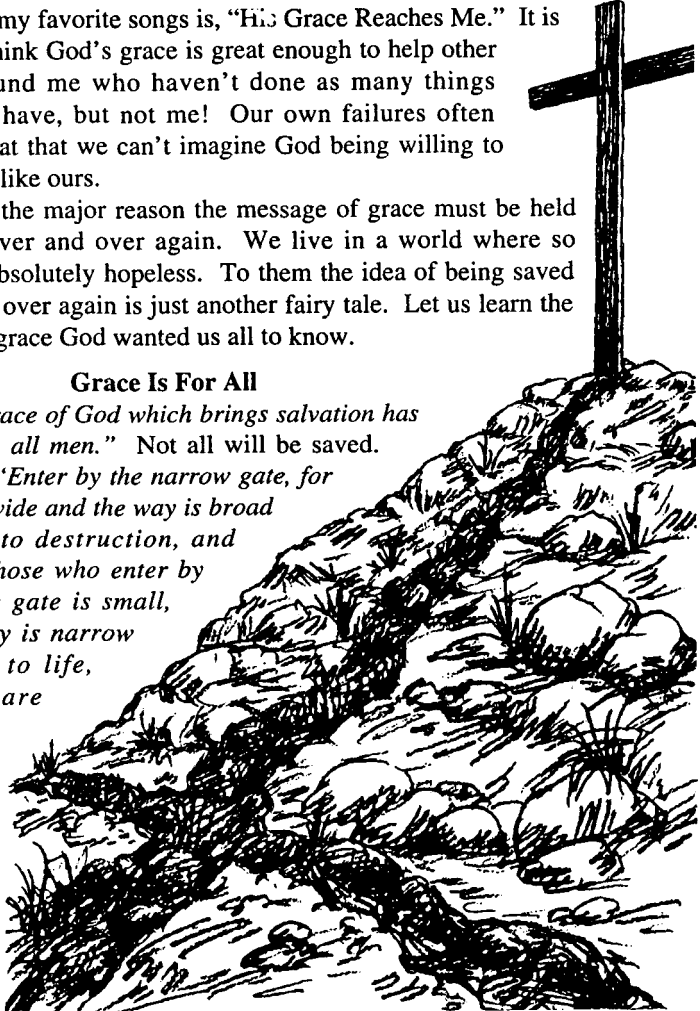 my favorite songs is, “His Grace Reaches Me.” It is
ink God’s grace is great enough to help other
und me who haven’t done as many things
have, but not me! Our own failures often
at that we can’t imagine God being willing to
like ours.
the major reason the message of grace must be held
ver and over again. We live in a world where so
bsolutely hopeless. To them the idea of being saved
over again is just another fairy tale. Let us learn the
grace God wanted us all to know.
Grace Is For All
race of God which brings salvation has
all men.” Not all will be saved.
‘Enter by the narrow gate, for
vide and the way is broad
to destruction, and
hose who enter by
gate is small,
y is narrow
to life,
are